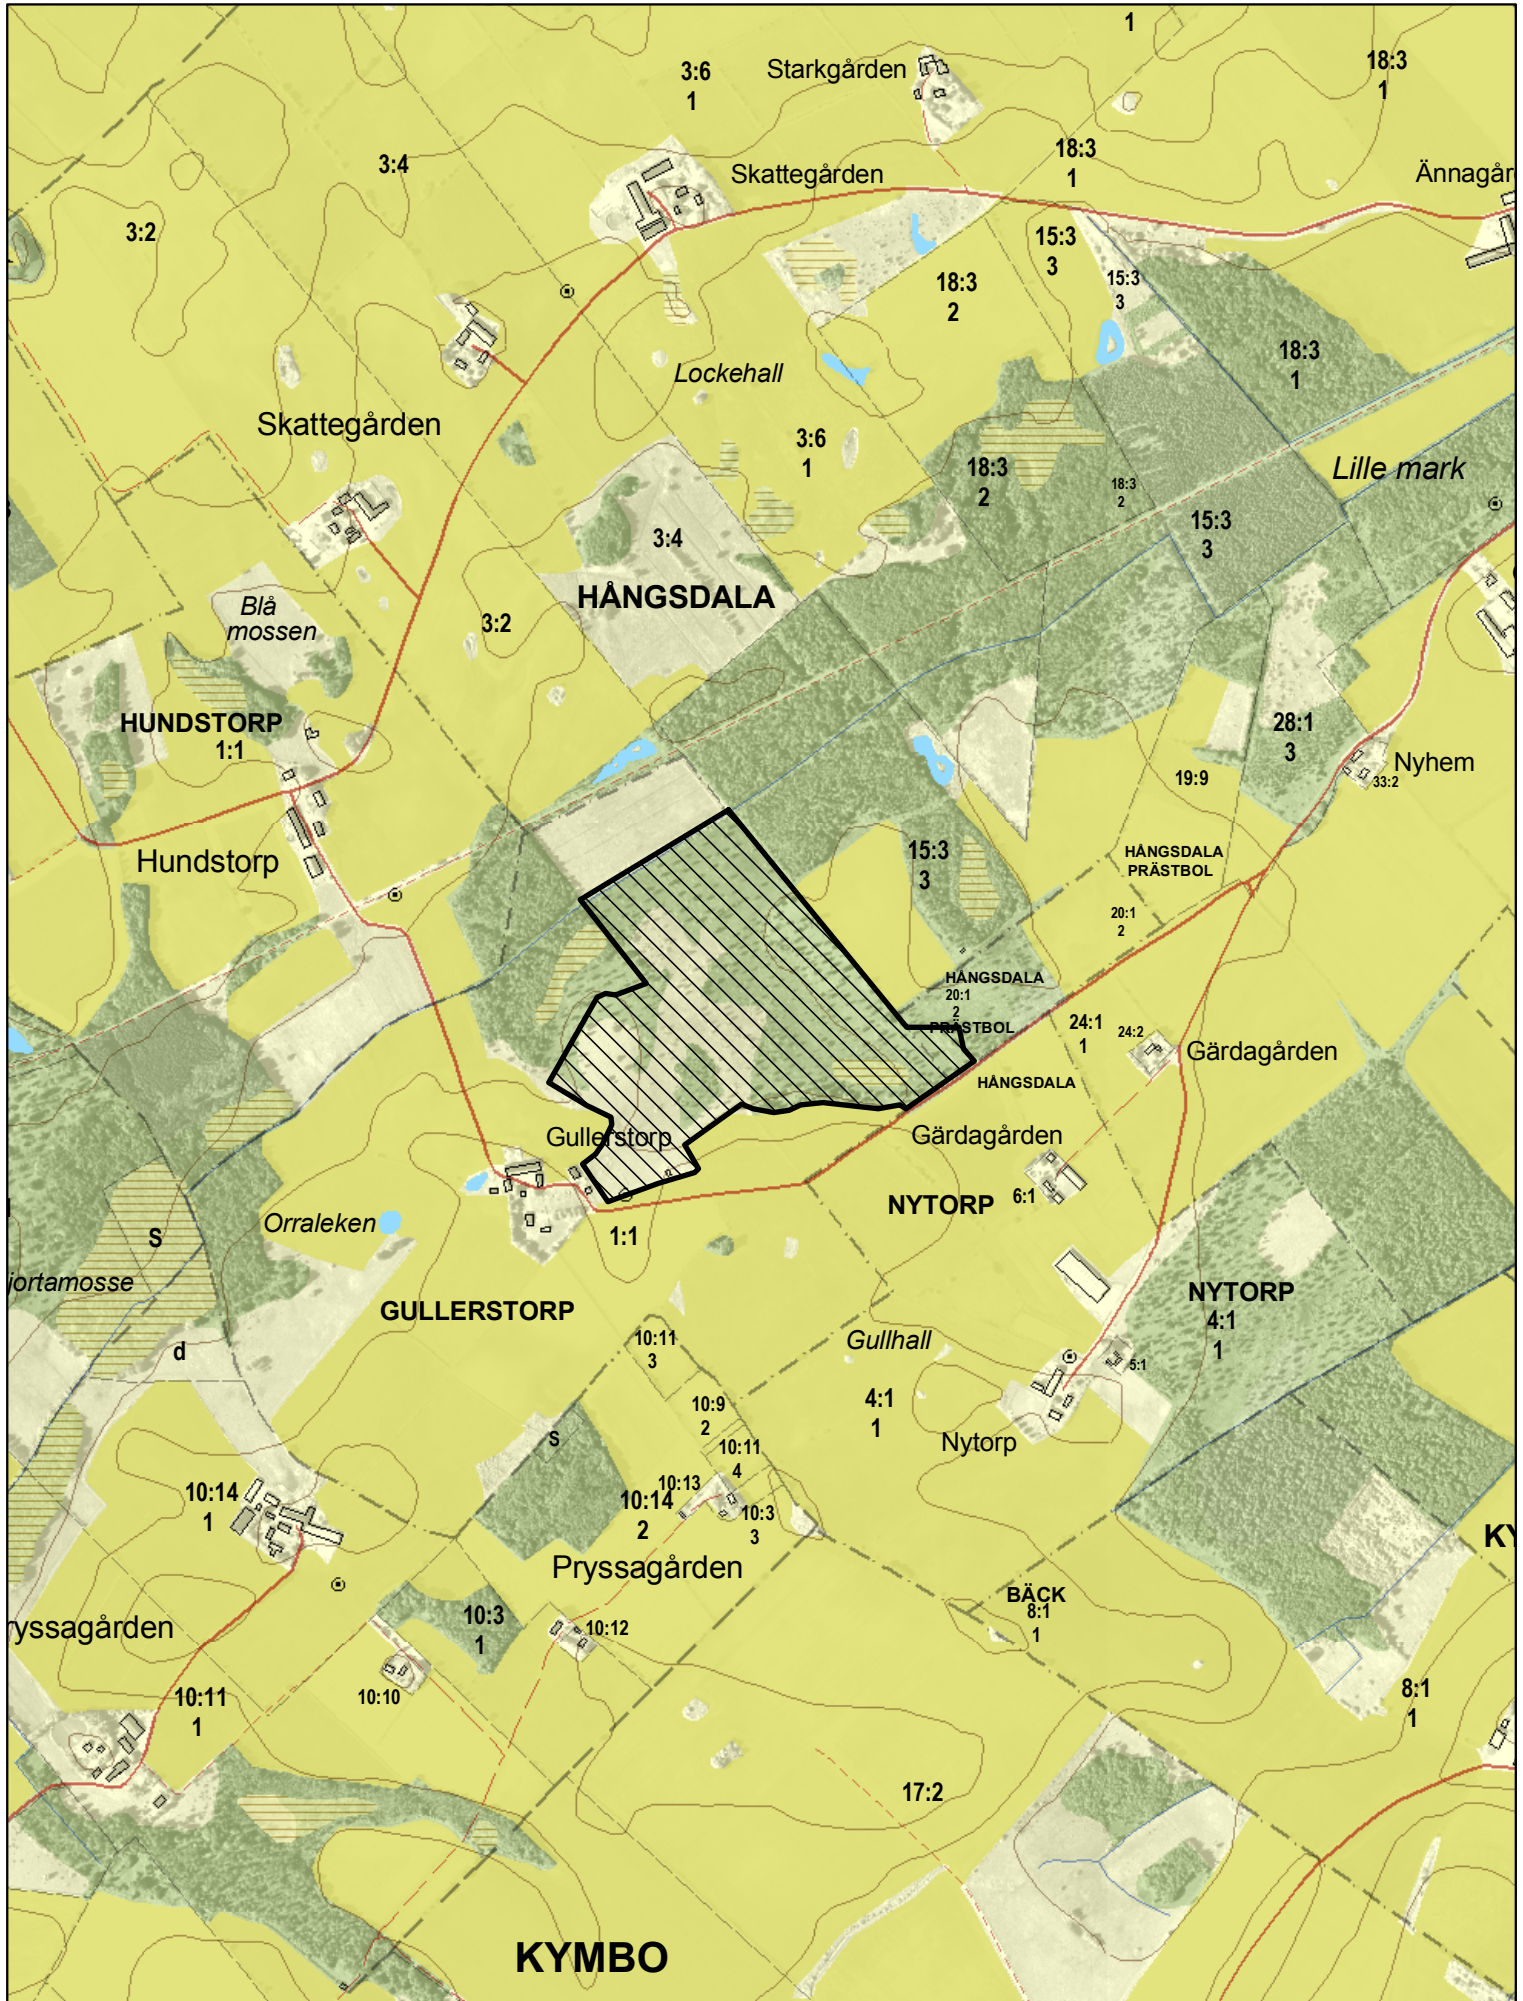 1
3:6
1
Starkgården
18:3
1
3:4
18:3
1
Skattegården
Ännagår
3:2
15:3
3
18:3
2
15:3
3
18:3
1
Lockehall
Skattegården
3:6
1
18:3
2
18:3
2
Lille mark
15:3
3
3:4
HÅNGSDALA
Blå
mossen
3:2
HUNDSTORP
1:1
28:1
3
Nyhem
33:2
19:9
Hundstorp
15:3
3
HÅNGSDALA
PRÄSTBOL
20:1
2
HÅNGSDALA
20:1
2
PRÄSTBOL
24:1
1
24:2
Gärdagården
HÅNGSDALA
Gullerstorp
Gärdagården
NYTORP
6:1
Orraleken
1:1
S
jortamosse
GULLERSTORP
NYTORP
4:1
1
d
10:11
3
Gullhall
5:1
10:9
2
4:1
1
S
10:11
4
Nytorp
10:14
1
10:13
10:14
2
10:3
3
KY
Pryssagården
BÄCK
8:1
1
10:3
1
10:12
yssagården
10:10
10:11
1
8:1
1
17:2
KYMBO